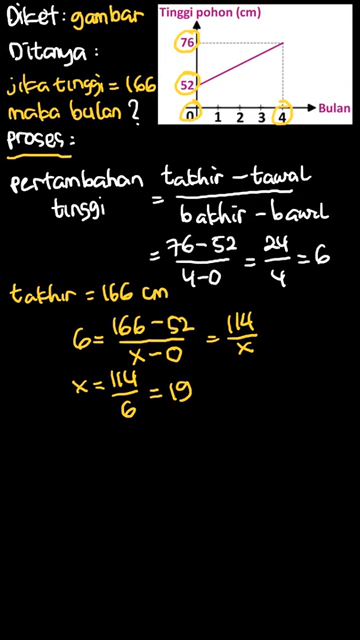 Diket: gambar
Ditanya:
jika tinggi = 166
maka bulan ?
Proses:
Tinggi pohon (cm)
76
52
0 1 2 3 4
Bulan
pertambahan tinggi = takhir - tawal / bakhir - bawal
= 76 - 52 / 4 - 0 = 24 / 4 = 6
takhir = 166 cm
6 = 166 - 52 / x - 0 = 114 / x
x = 114 / 6 = 19